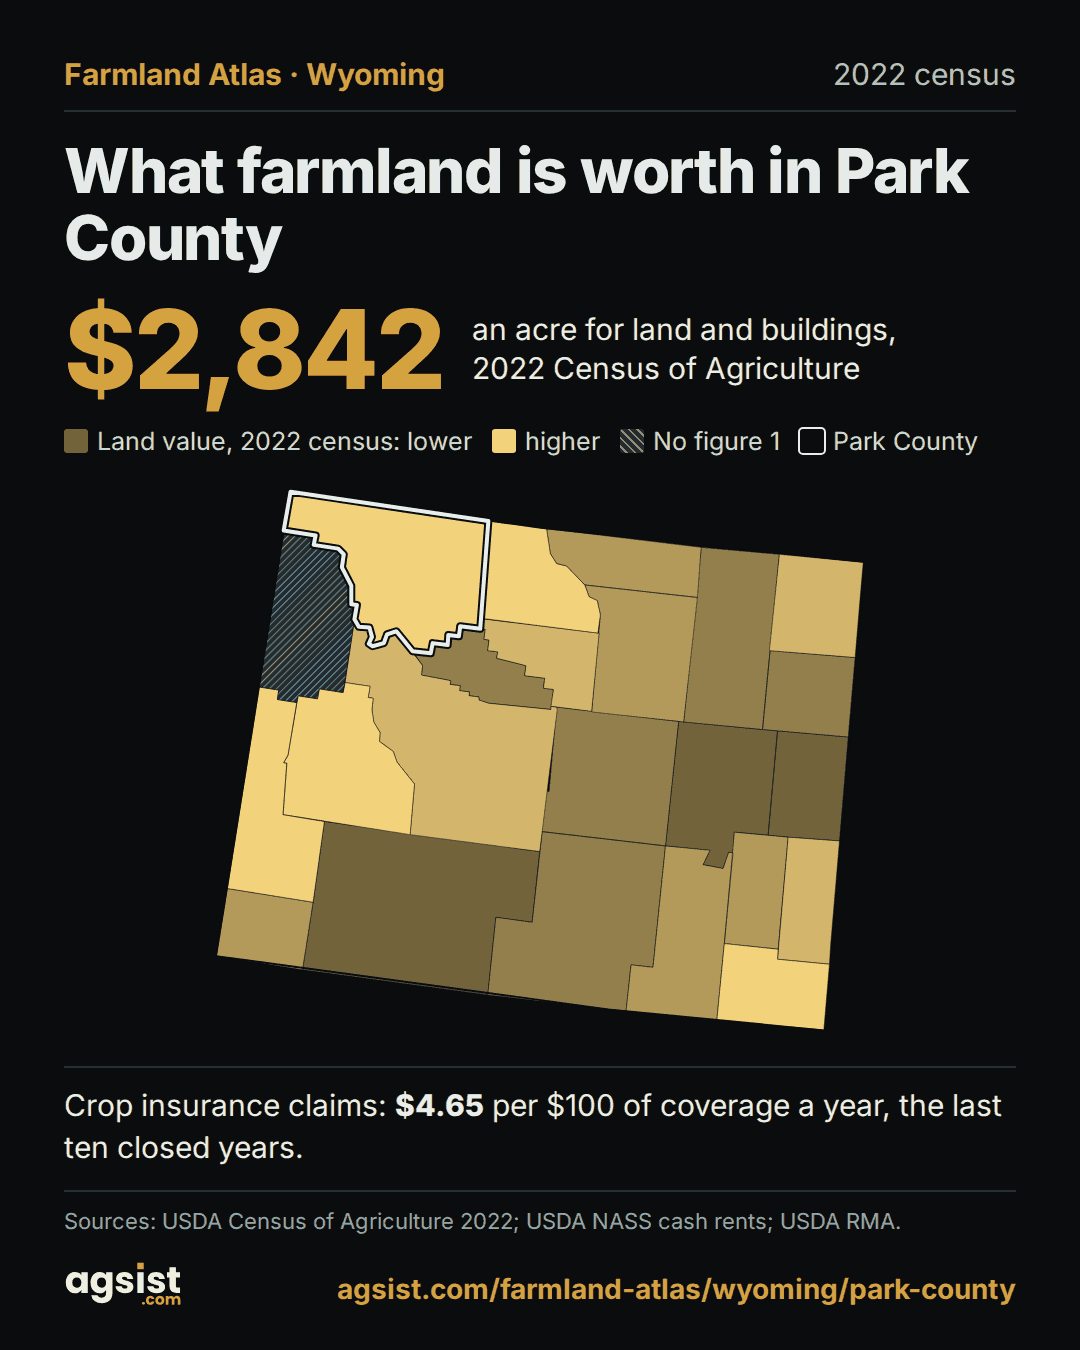 Farmland Atlas · Wyoming
2022 census
What farmland is worth in Park
County
$2,842
an acre for land and buildings,
2022 Census of Agriculture
Land value, 2022 census: lower
higher
No figure 1
Park County
Crop insurance claims: $4.65 per $100 of coverage a year, the last
ten closed years.
Sources: USDA Census of Agriculture 2022; USDA NASS cash rents; USDA RMA.
agsist
.com
agsist.com/farmland-atlas/wyoming/park-county